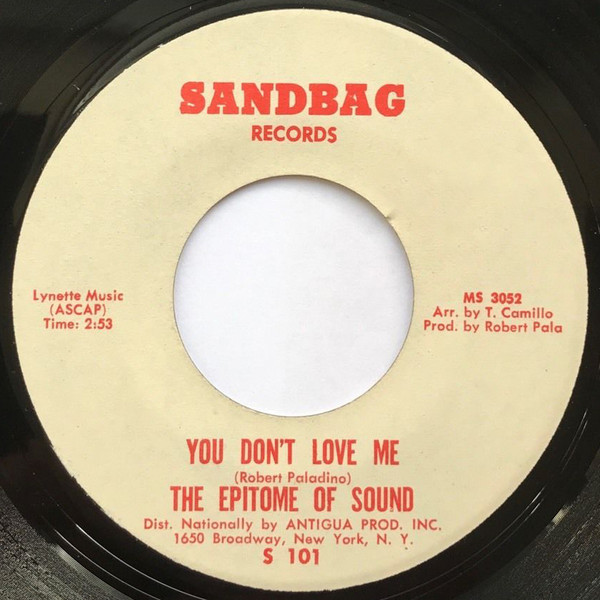 SANDBAG
RECORDS
Lynette Music
(ASCAP)
Time: 2:53
MS 3052
Arr. by T. Camillo
Prod. by Robert Pala
YOU DON'T LOVE ME
(Robert Paladino)
THE EPITOME OF SOUND
Dist. Nationally by ANTIGUA PROD. INC.
1650 Broadway, New York, N. Y.
S 101